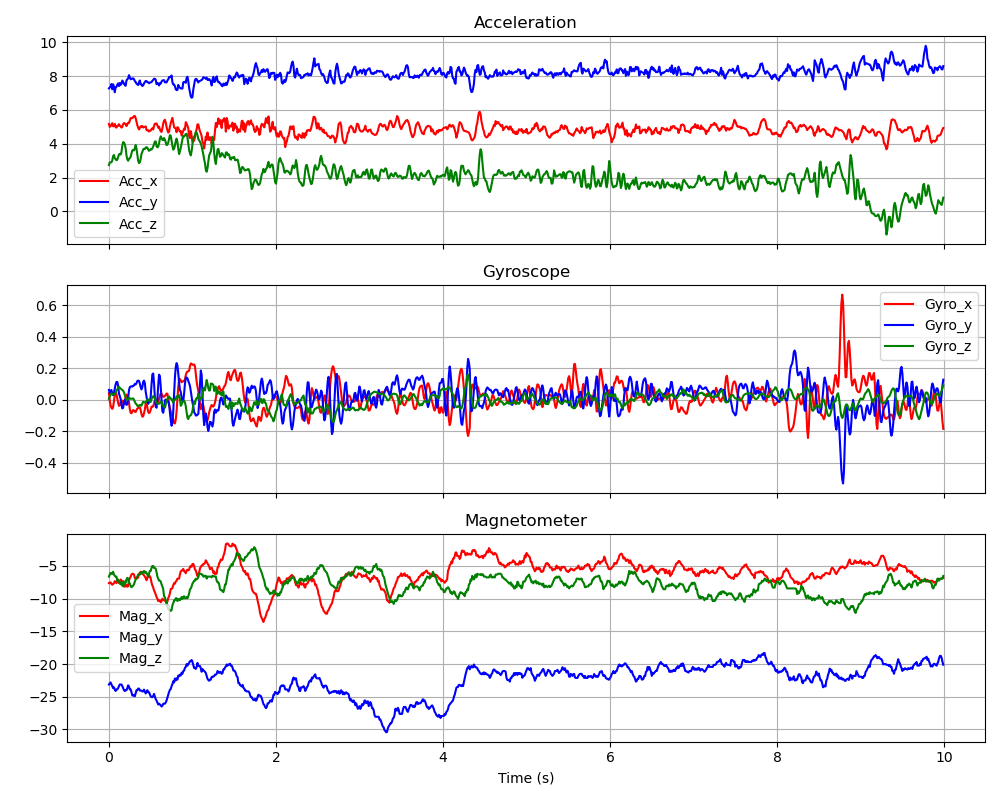 Acceleration
10
8
6
4
2
0
Acc_x
Acc_y
Acc_z
Gyroscope
0.6
0.4
0.2
0.0
−0.2
−0.4
Gyro_x
Gyro_y
Gyro_z
Magnetometer
−5
−10
−15
−20
−25
−30
Mag_x
Mag_y
Mag_z
0 2 4 6 8 10
Time (s)